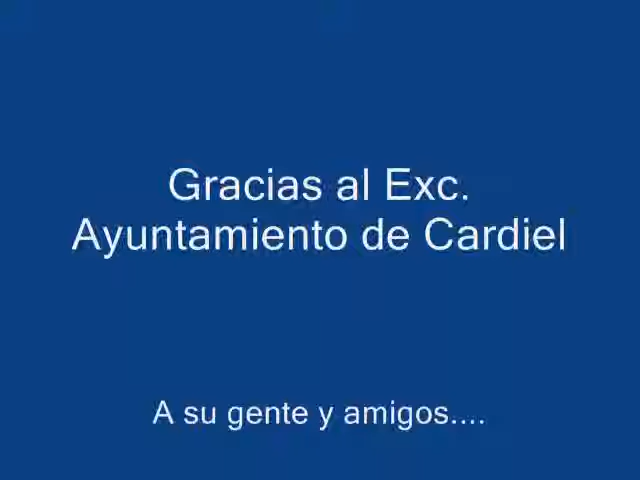 Gracias al Exc.
Ayuntamiento de Cardiel
A su gente y amigos....